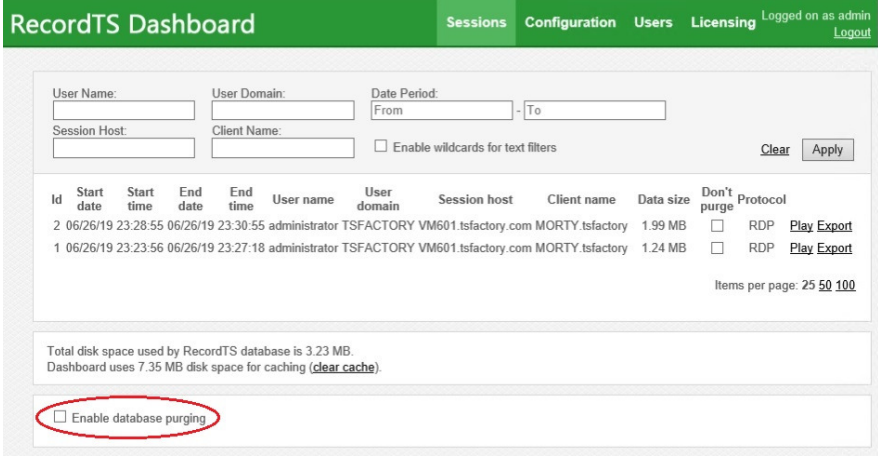 RecordTS Dashboard
Sessions Configuration Users Licensing Logged on as admin
Logout
User Name: User Domain: Date Period:
From - To
Session Host: Client Name:
Enable wildcards for text filters Clear Apply
Id Start date Start time End date End time User name User domain Session host Client name Data size Don't purge Protocol
2 06/26/19 23:28:55 06/26/19 23:30:55 administrator TSFACTORY VM601.tsfactory.com MORTY.tsfactory 1.99 MB RDP Play Export
1 06/26/19 23:23:56 06/26/19 23:27:18 administrator TSFACTORY VM601.tsfactory.com MORTY.tsfactory 1.24 MB RDP Play Export
Items per page: 25 50 100
Total disk space used by RecordTS database is 3.23 MB.
Dashboard uses 7.35 MB disk space for caching (clear cache).
Enable database purging